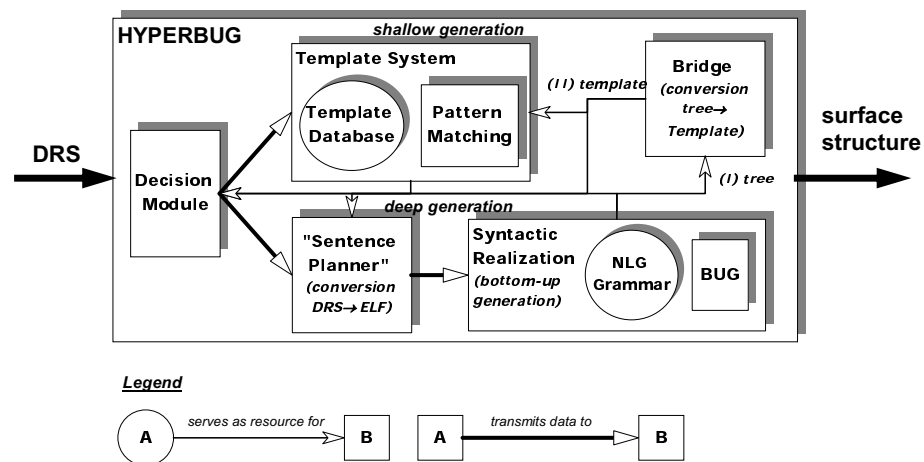 HYPERBUG
shallow generation
Template System
Template
Database
Pattern
Matching
(II) template
Bridge
(conversion
tree→
Template)
DRS
surface
structure
Decision
Module
(I) tree
deep generation
"Sentence
Planner"
(conversion
DRS→ ELF)
Syntactic
Realization
(bottom-up
generation)
NLG
Grammar
BUG
Legend
A
serves as resource for
B
A
transmits data to
B